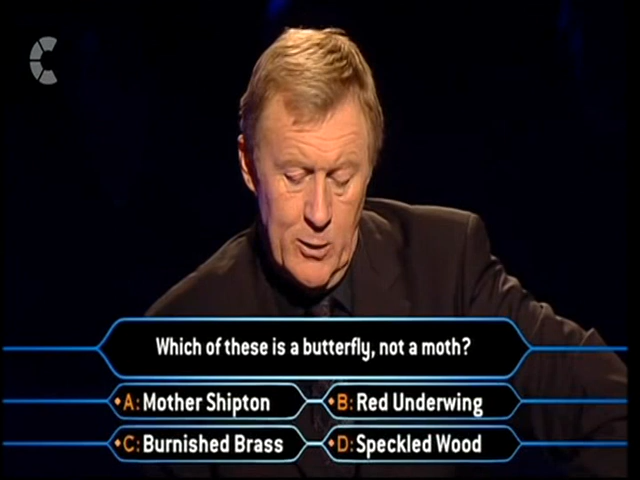 Which of these is a butterfly, not a moth?
A: Mother Shipton
B: Red Underwing
C: Burnished Brass
D: Speckled Wood